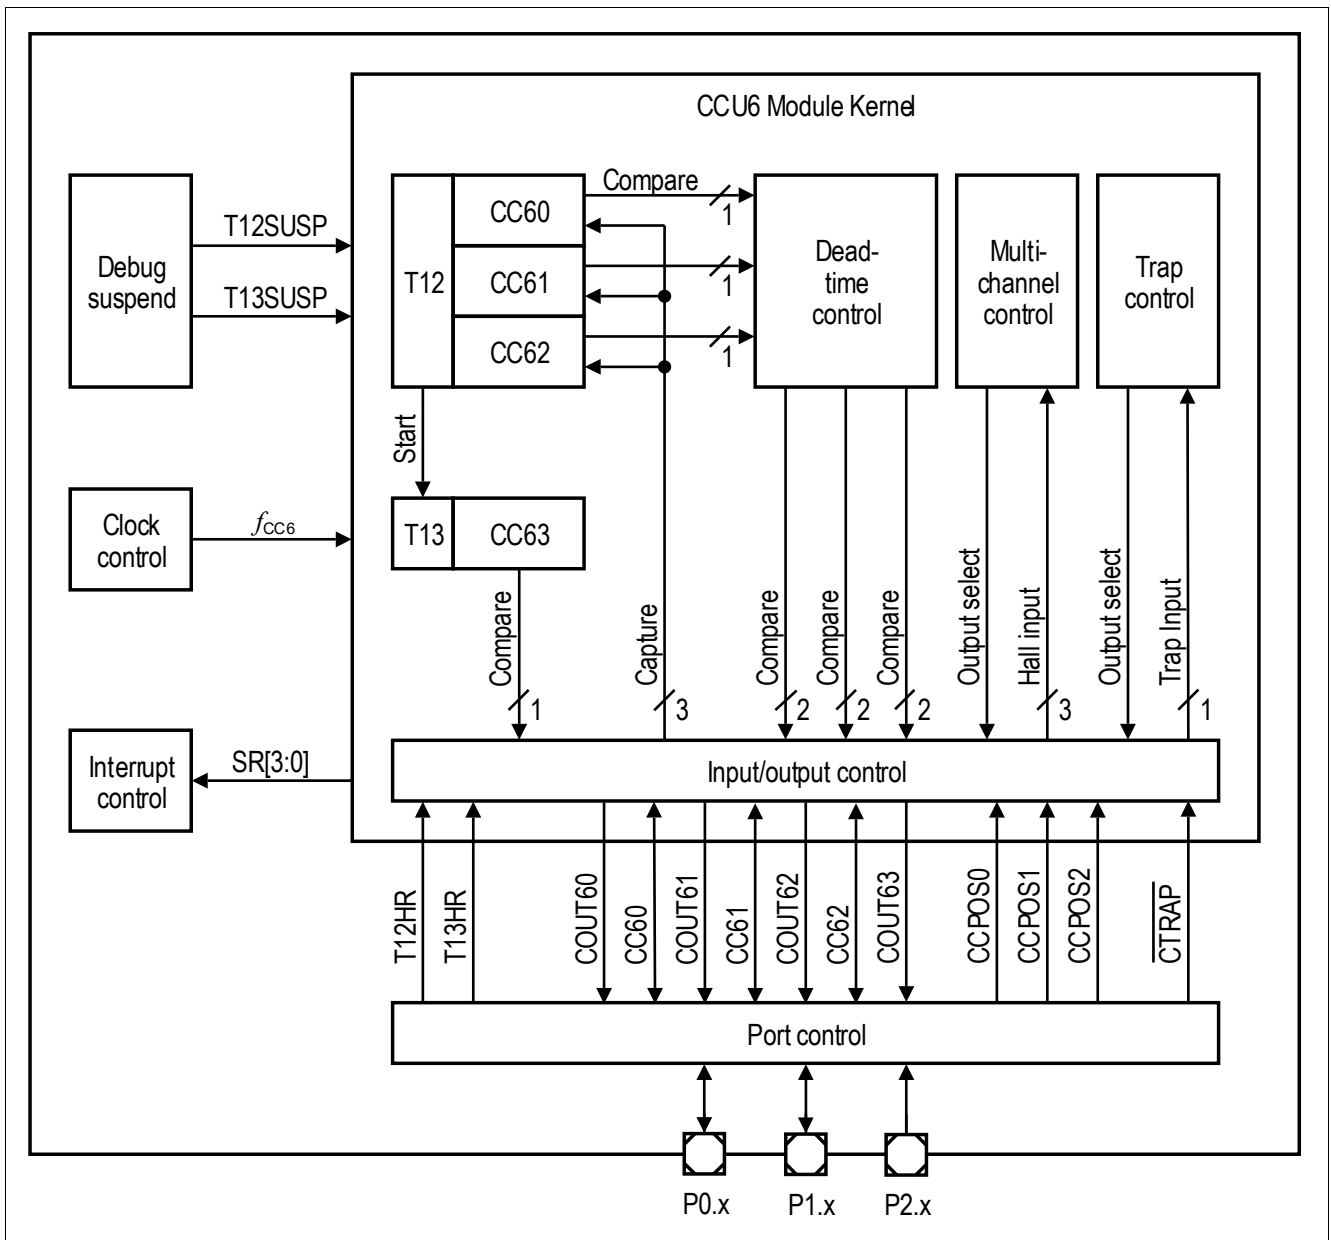 CCU6 Module Kernel
Debug
suspend
T12SUSP
T13SUSP
T12
CC60
CC61
CC62
Compare
1
1
1
Dead-
time
control
Multi-
channel
control
Trap
control
Start
T13
CC63
Clock
control
fCC6
Compare
1
Capture
3
Compare
2
Compare
2
Compare
2
Output select
Hall input
3
Output select
Trap Input
1
Interrupt
control
SR[3:0]
Input/output control
T12HR
T13HR
COUT60
CC60
COUT61
CC61
COUT62
CC62
COUT63
CCPOS0
CCPOS1
CCPOS2
CTRAP
Port control
P0.x
P1.x
P2.x